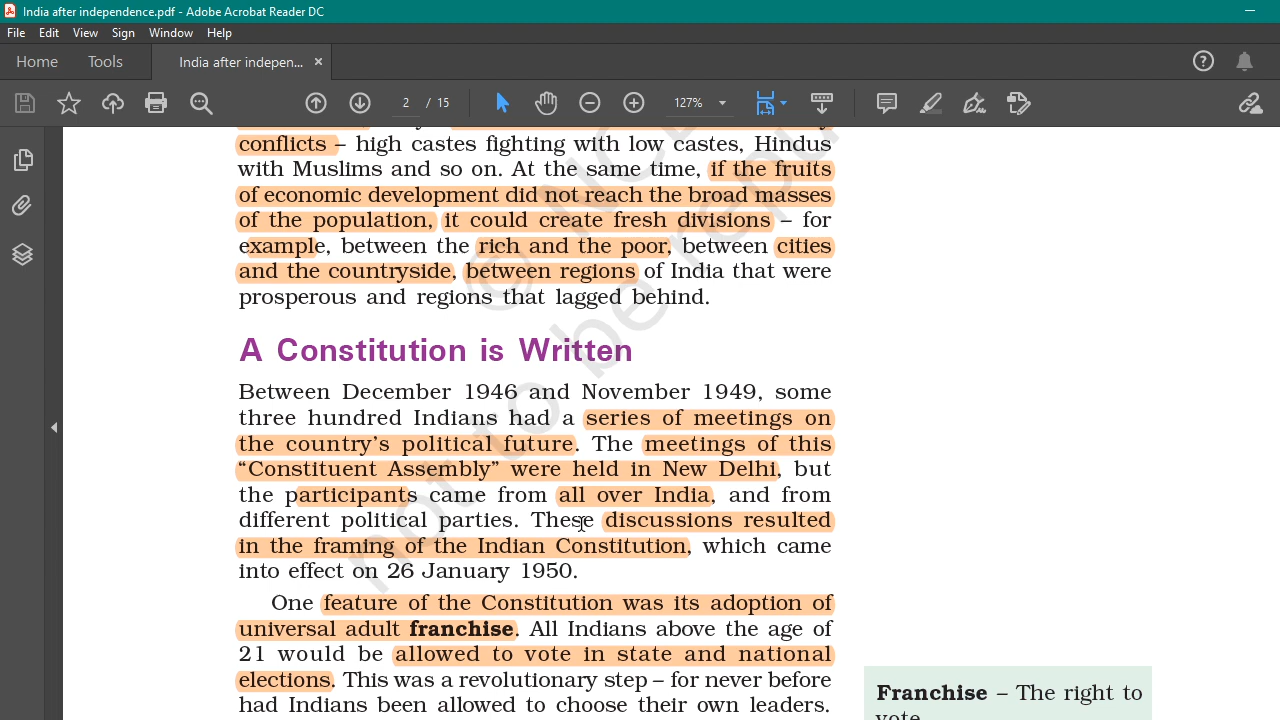 India after independence.pdf - Adobe Acrobat Reader DC
File Edit View Sign Window Help
Home Tools India after indepen... ×
2 / 15 127%
conflicts – high castes fighting with low castes, Hindus
with Muslims and so on. At the same time, if the fruits
of economic development did not reach the broad masses
of the population, it could create fresh divisions – for
example, between the rich and the poor, between cities
and the countryside, between regions of India that were
prosperous and regions that lagged behind.
A Constitution is Written
Between December 1946 and November 1949, some
three hundred Indians had a series of meetings on
the country's political future. The meetings of this
“Constituent Assembly” were held in New Delhi, but
the participants came from all over India, and from
different political parties. These discussions resulted
in the framing of the Indian Constitution, which came
into effect on 26 January 1950.
One feature of the Constitution was its adoption of
universal adult franchise. All Indians above the age of
21 would be allowed to vote in state and national
elections. This was a revolutionary step – for never before
had Indians been allowed to choose their own leaders.
Franchise – The right to
vote
not to be repu